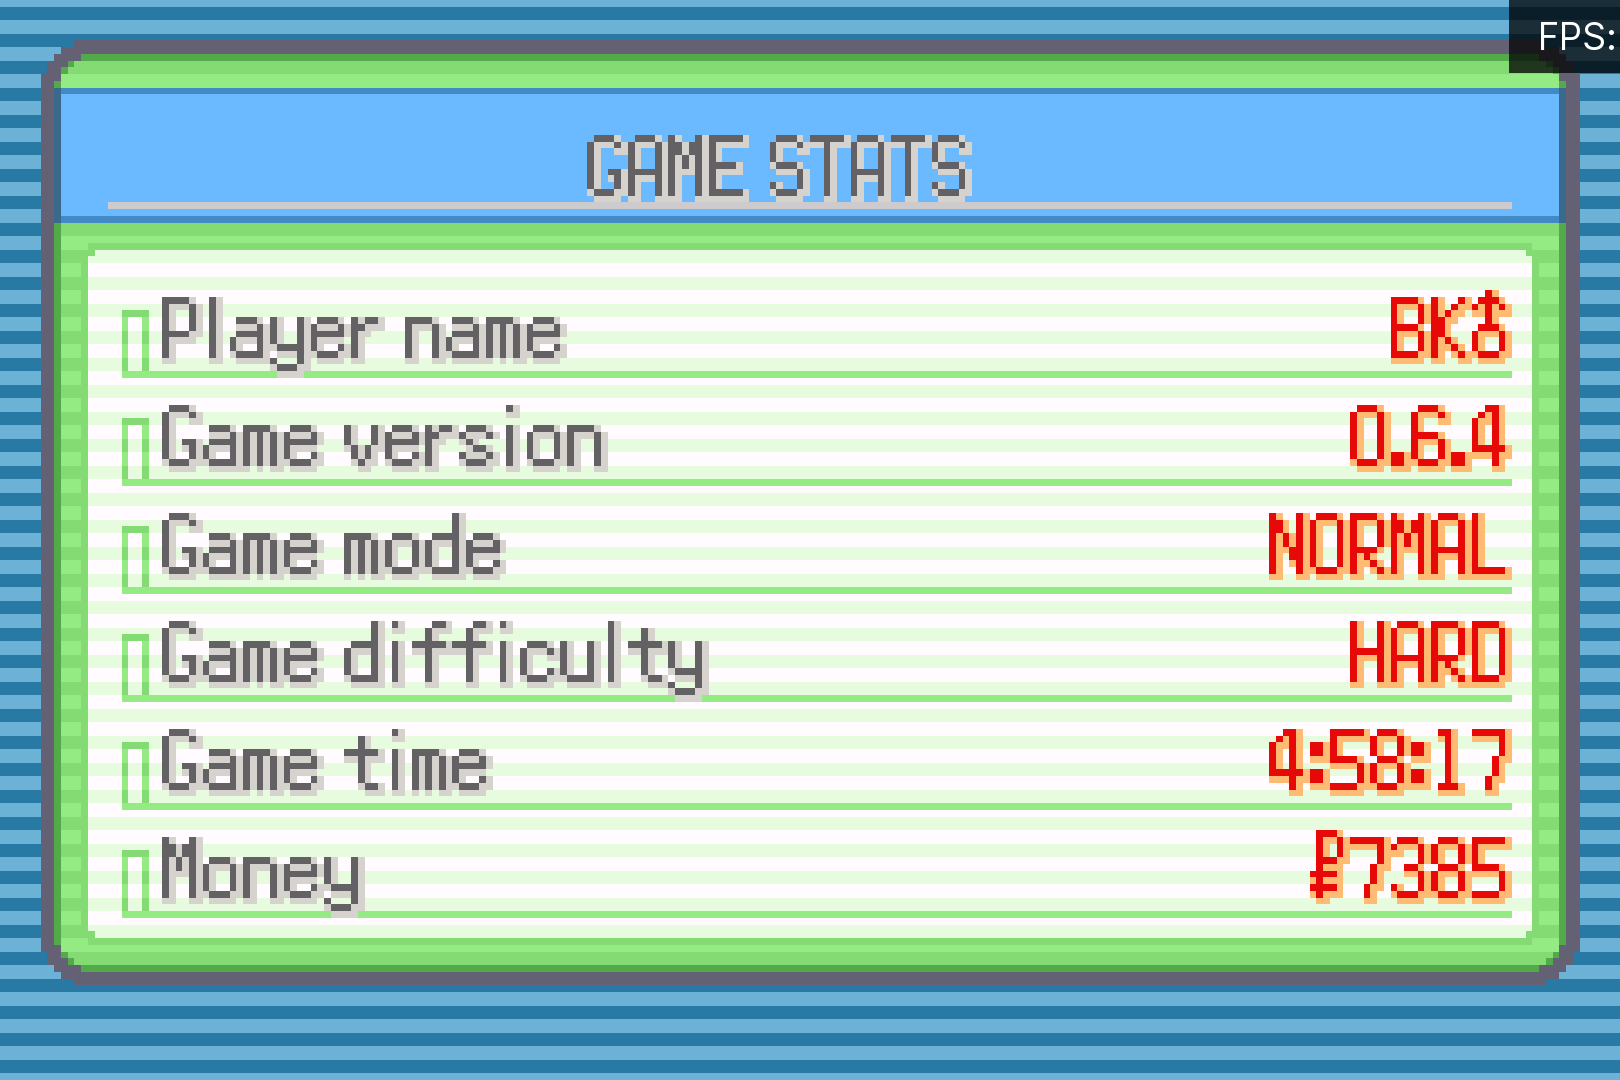 FPS:
GAME STATS
Player name BK♂
Game version 0.6.4
Game mode NORMAL
Game difficulty HARD
Game time 4:58:17
Money ₽7385